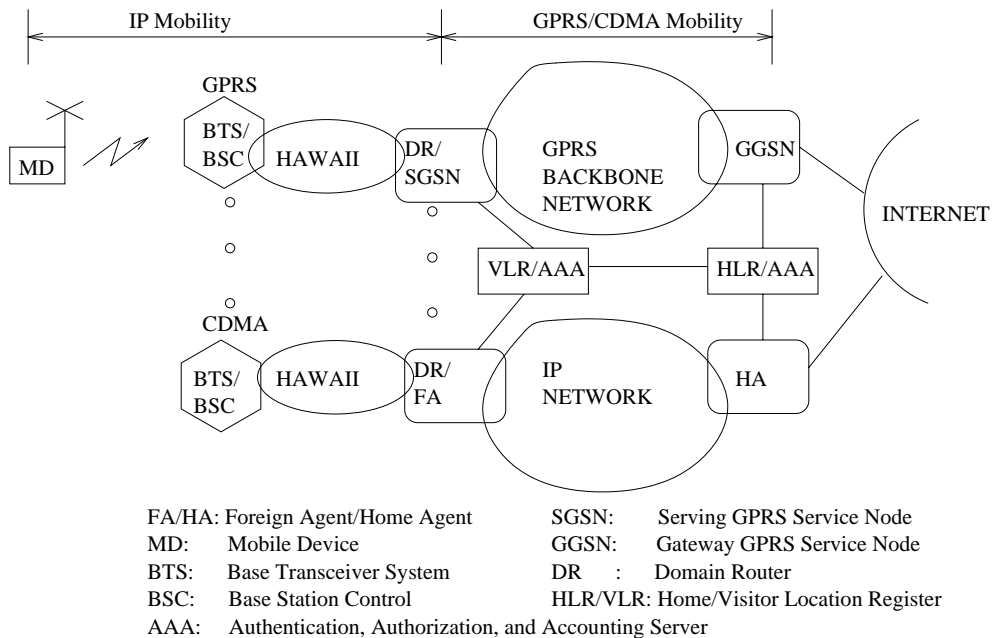 IP Mobility
GPRS/CDMA Mobility
GPRS
BTS/
BSC
MD
HAWAII
DR/
SGSN
GPRS
BACKBONE
NETWORK
GGSN
INTERNET
VLR/AAA
HLR/AAA
CDMA
BTS/
BSC
HAWAII
DR/
FA
IP
NETWORK
HA
FA/HA: Foreign Agent/Home Agent
SGSN: Serving GPRS Service Node
MD: Mobile Device
GGSN: Gateway GPRS Service Node
BTS: Base Transceiver System
DR : Domain Router
BSC: Base Station Control
HLR/VLR: Home/Visitor Location Register
AAA: Authentication, Authorization, and Accounting Server